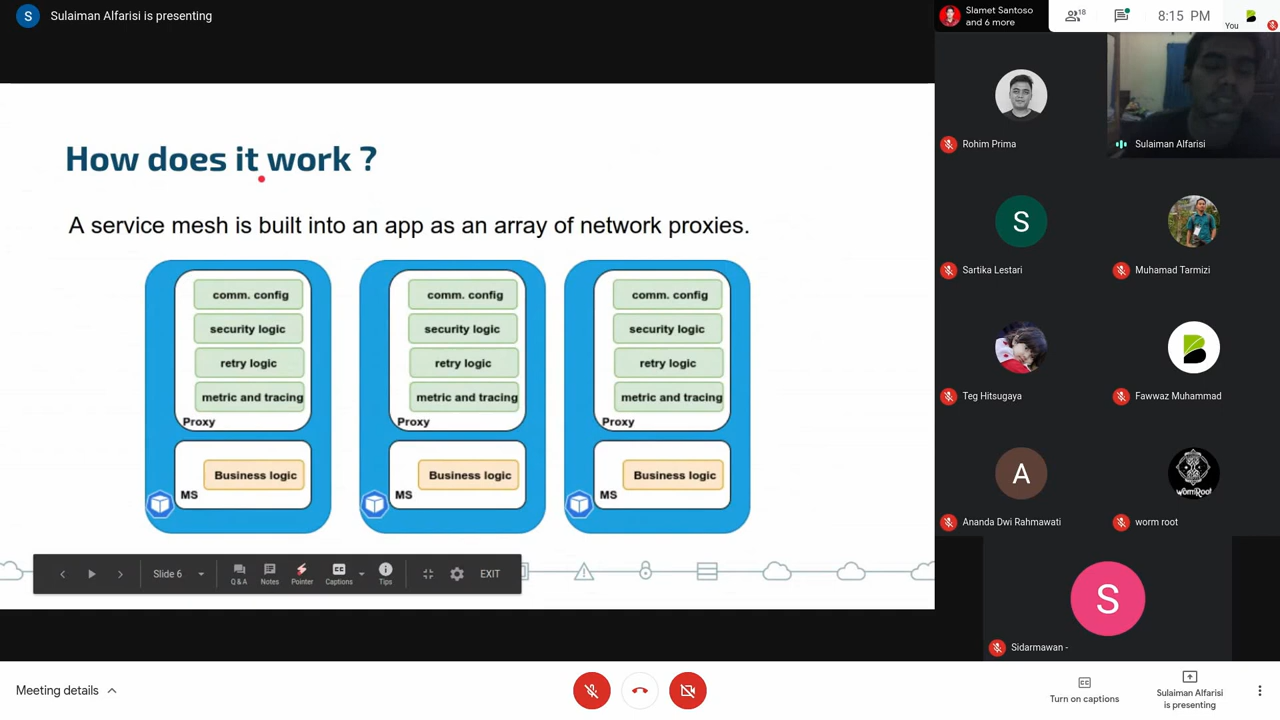 S
Sulaiman Alfarisi is presenting
Slamet Santoso
and 6 more
18
8:15 PM
You
How does it work ?
A service mesh is built into an app as an array of network proxies.
comm. config
security logic
retry logic
metric and tracing
Proxy
Business logic
MS
comm. config
security logic
retry logic
metric and tracing
Proxy
Business logic
MS
comm. config
security logic
retry logic
metric and tracing
Proxy
Business logic
MS
Slide 6
Q & A
Notes
Pointer
CC
Captions
Tips
EXIT
Rohim Prima
Sulaiman Alfarisi
S
Sartika Lestari
Muhamad Tarmizi
Teg Hitsugaya
Fawwaz Muhammad
A
Ananda Dwi Rahmawati
wormRoot
worm root
S
Sidarmawan -
Meeting details
CC
Turn on captions
Sulaiman Alfarisi
is presenting